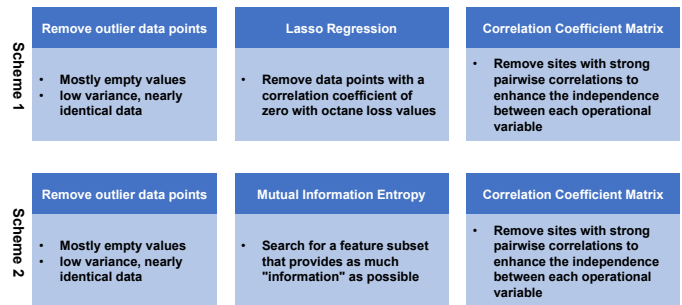 Scheme 1
Remove outlier data points
• Mostly empty values
• low variance, nearly
identical data
Lasso Regression
• Remove data points with a
correlation coefficient of
zero with octane loss values
Correlation Coefficient Matrix
• Remove sites with strong
pairwise correlations to
enhance the independence
between each operational
variable
Scheme 2
Remove outlier data points
• Mostly empty values
• low variance, nearly
identical data
Mutual Information Entropy
• Search for a feature subset
that provides as much
"information" as possible
Correlation Coefficient Matrix
• Remove sites with strong
pairwise correlations to
enhance the independence
between each operational
variable